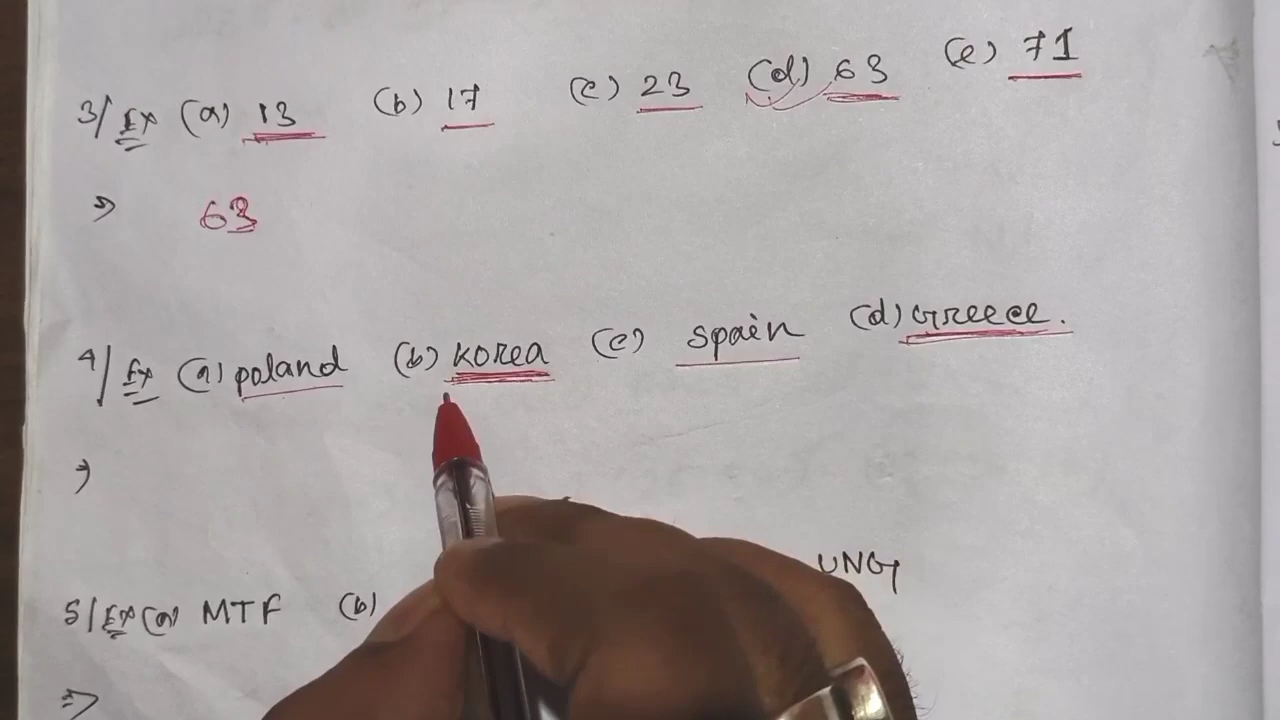 3/ Ex (a) 13 (b) 17 (c) 23 (d) 63 (e) 71
⇒ 63
4/ Ex (a) poland (b) korea (c) spain (d) Greece.
⇒
5/ Ex (a) MTF (b) UNG
⇒